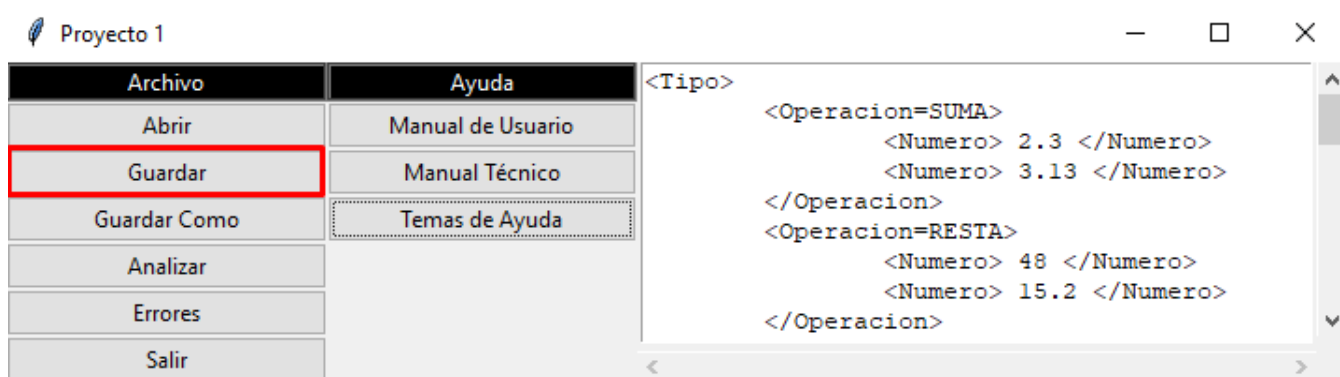 Proyecto 1
Archivo
Ayuda
Abrir
Manual de Usuario
Guardar
Manual Técnico
Guardar Como
Temas de Ayuda
Analizar
Errores
Salir
<Tipo>
<Operacion=SUMA>
<Numero> 2.3 </Numero>
<Numero> 3.13 </Numero>
</Operacion>
<Operacion=RESTA>
<Numero> 48 </Numero>
<Numero> 15.2 </Numero>
</Operacion>